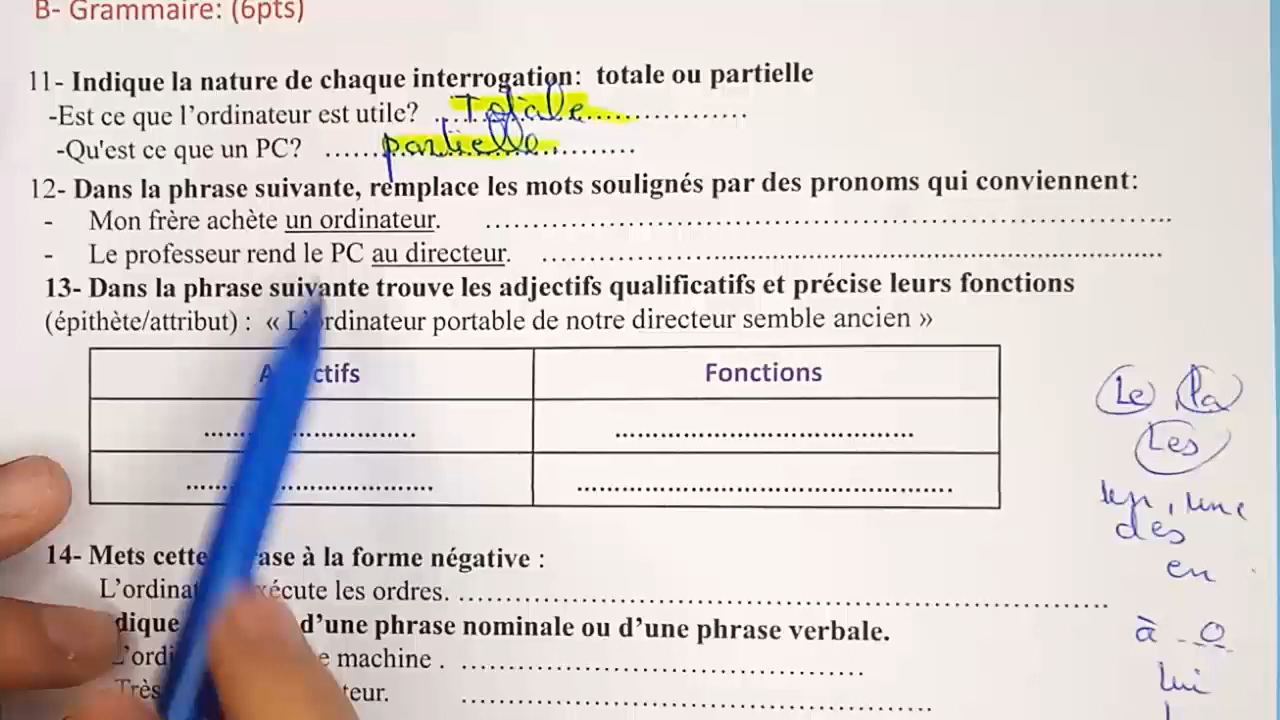 B- Grammaire: (6pts)
11- Indique la nature de chaque interrogation: totale ou partielle
-Est ce que l'ordinateur est utile? ....Totale..................
-Qu'est ce que un PC? ......partielle............
12- Dans la phrase suivante, remplace les mots soulignés par des pronoms qui conviennent:
- Mon frère achète un ordinateur. ..................................................
- Le professeur rend le PC au directeur. ..................................................
13- Dans la phrase suivante trouve les adjectifs qualificatifs et précise leurs fonctions
(épithète/attribut) : « L'ordinateur portable de notre directeur semble ancien »
Fonctions
Le la
Les
un, une
des
en
14- Mets cette à la forme négative :
les ordres. ..................................................
d'une phrase nominale ou d'une phrase verbale.
machine . ..................................................
Très ..................................................
à
lui